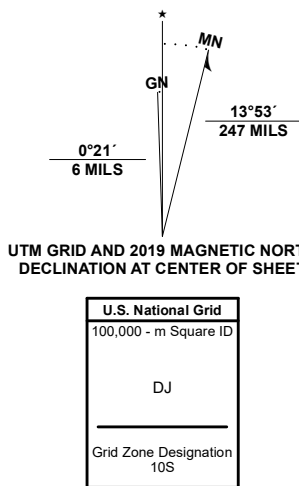 ★
MN
GN
13°53´
247 MILS
0°21´
6 MILS
UTM GRID AND 2019 MAGNETIC NORT
DECLINATION AT CENTER OF SHEET
U.S. National Grid
100,000 - m Square ID
DJ
Grid Zone Designation
10S